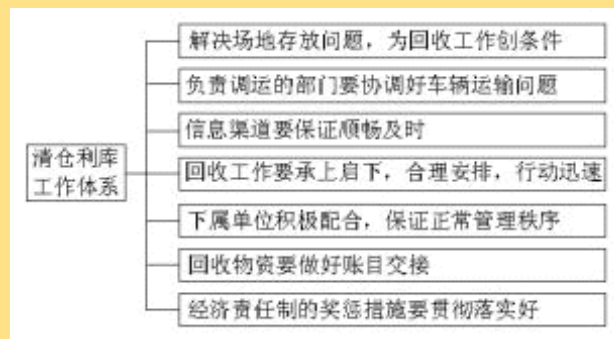 解决场地存放问题，为回收工作创条件
负责调运的部门要协调好车辆运输问题
信息渠道要保证顺畅及时
清仓利库
工作体系
回收工作要承上启下，合理安排，行动迅速
下属单位积极配合，保证正常管理秩序
回收物资要做好账目交接
经济责任制的奖惩措施要贯彻落实好